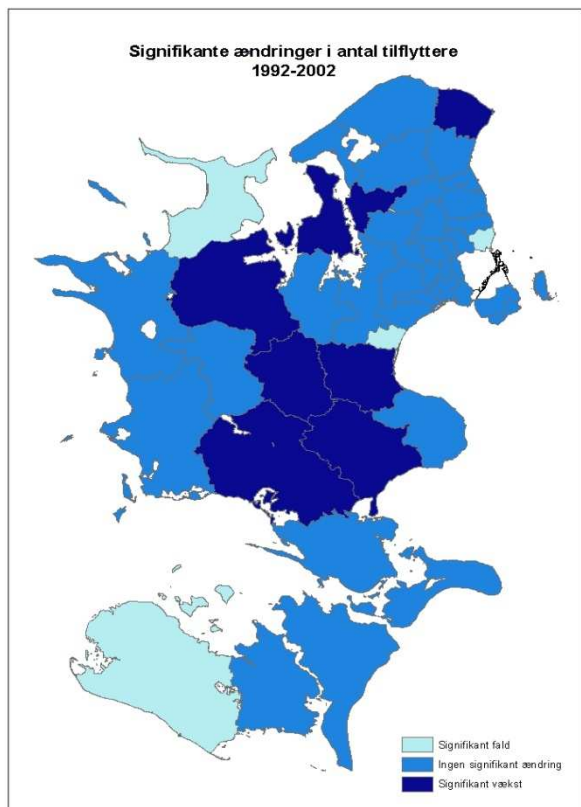 Signifikante ændringer i antal tilflyttere
1992-2002
Signifikant fald
Ingen signifikant ændring
Signifikant vækst